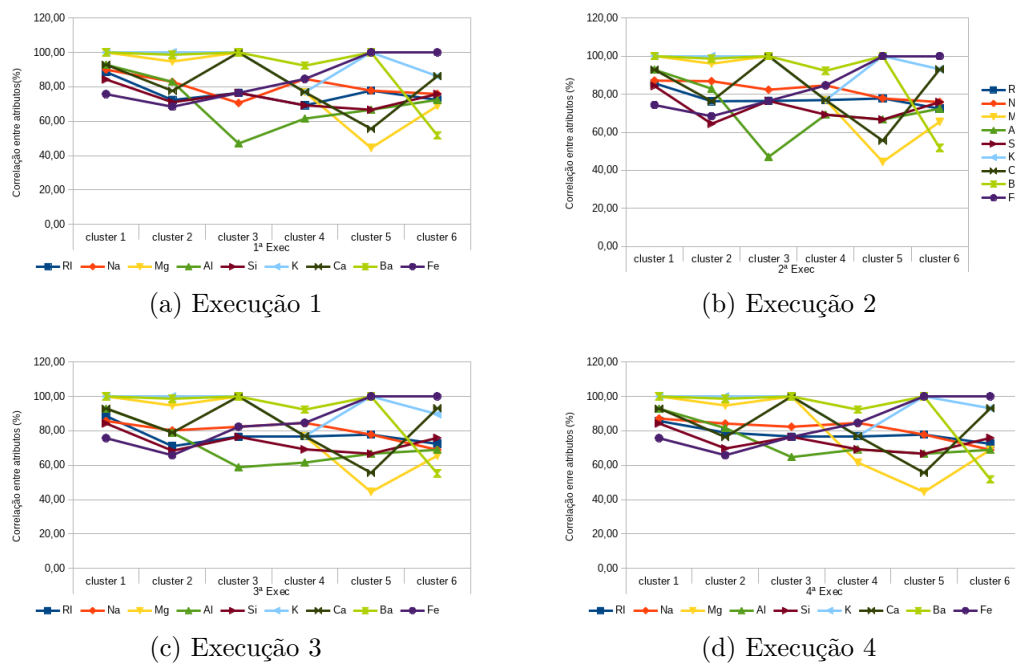 Correlação entre atributos(%)
120,00
100,00
80,00
60,00
40,00
20,00
0,00
cluster 1 cluster 2 cluster 3 cluster 4 cluster 5 cluster 6
1ª Exec
RI Na Mg Al Si K Ca Ba Fe
(a) Execução 1
Correlação entre atributos (%)
120,00
100,00
80,00
60,00
40,00
20,00
0,00
cluster 1 cluster 2 cluster 3 cluster 4 cluster 5 cluster 6
2ª Exec
R
N
M
A
S
K
C
B
F
(b) Execução 2
Correlação entre atributos (%)
120,00
100,00
80,00
60,00
40,00
20,00
0,00
cluster 1 cluster 2 cluster 3 cluster 4 cluster 5 cluster 6
3ª Exec
RI Na Mg Al Si K Ca Ba Fe
(c) Execução 3
Correlação enre atributos (%)
120,00
100,00
80,00
60,00
40,00
20,00
0,00
cluster 1 cluster 2 cluster 3 cluster 4 cluster 5 cluster 6
4ª Exec
RI Na Mg Al Si K Ca Ba Fe
(d) Execução 4